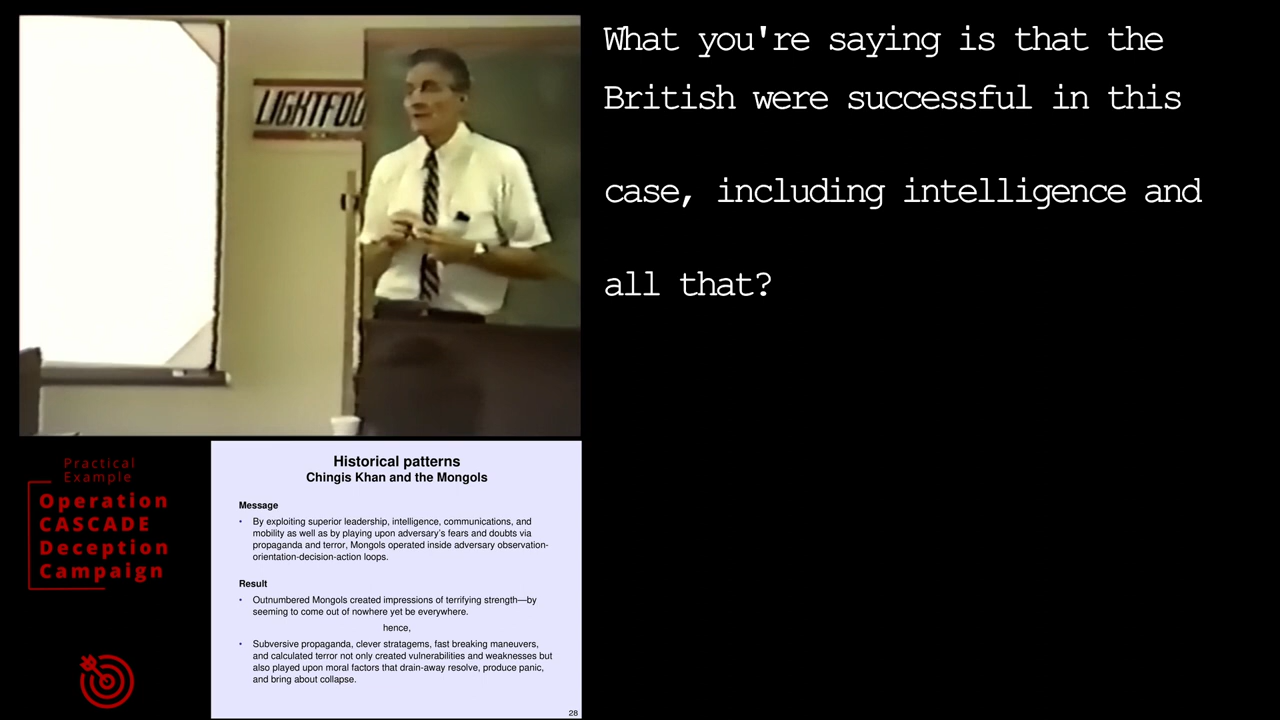 What you're saying is that the
British were successful in this
case, including intelligence and
all that?
LIGHTFOO
Practical
Example
Operation
CASCADE
Deception
Campaign
Historical patterns
Chingis Khan and the Mongols
Message
• By exploiting superior leadership, intelligence, communications, and
mobility as well as by playing upon adversary's fears and doubts via
propaganda and terror, Mongols operated inside adversary observation-
orientation-decision-action loops.
Result
• Outnumbered Mongols created impressions of terrifying strength—by
seeming to come out of nowhere yet be everywhere.
hence,
• Subversive propaganda, clever stratagems, fast breaking maneuvers,
and calculated terror not only created vulnerabilities and weaknesses but
also played upon moral factors that drain-away resolve, produce panic,
and bring about collapse.
28